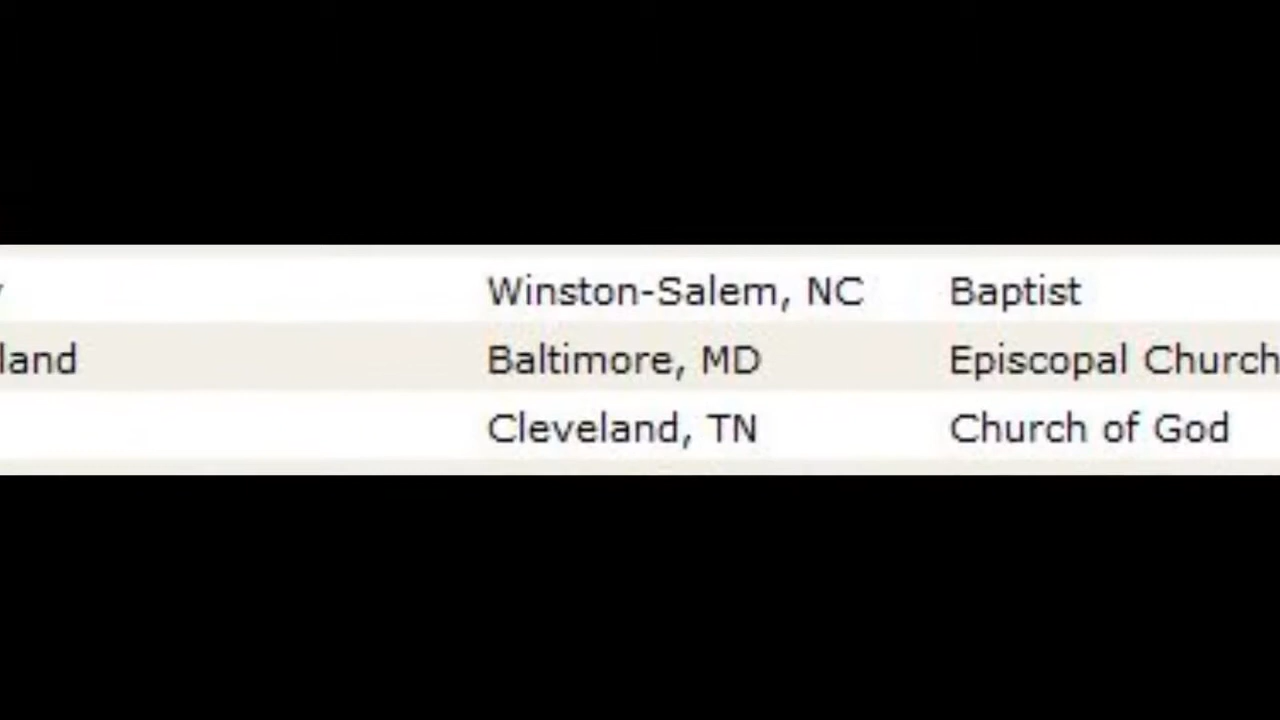 Winston-Salem, NC Baptist
land Baltimore, MD Episcopal Church
Cleveland, TN Church of God